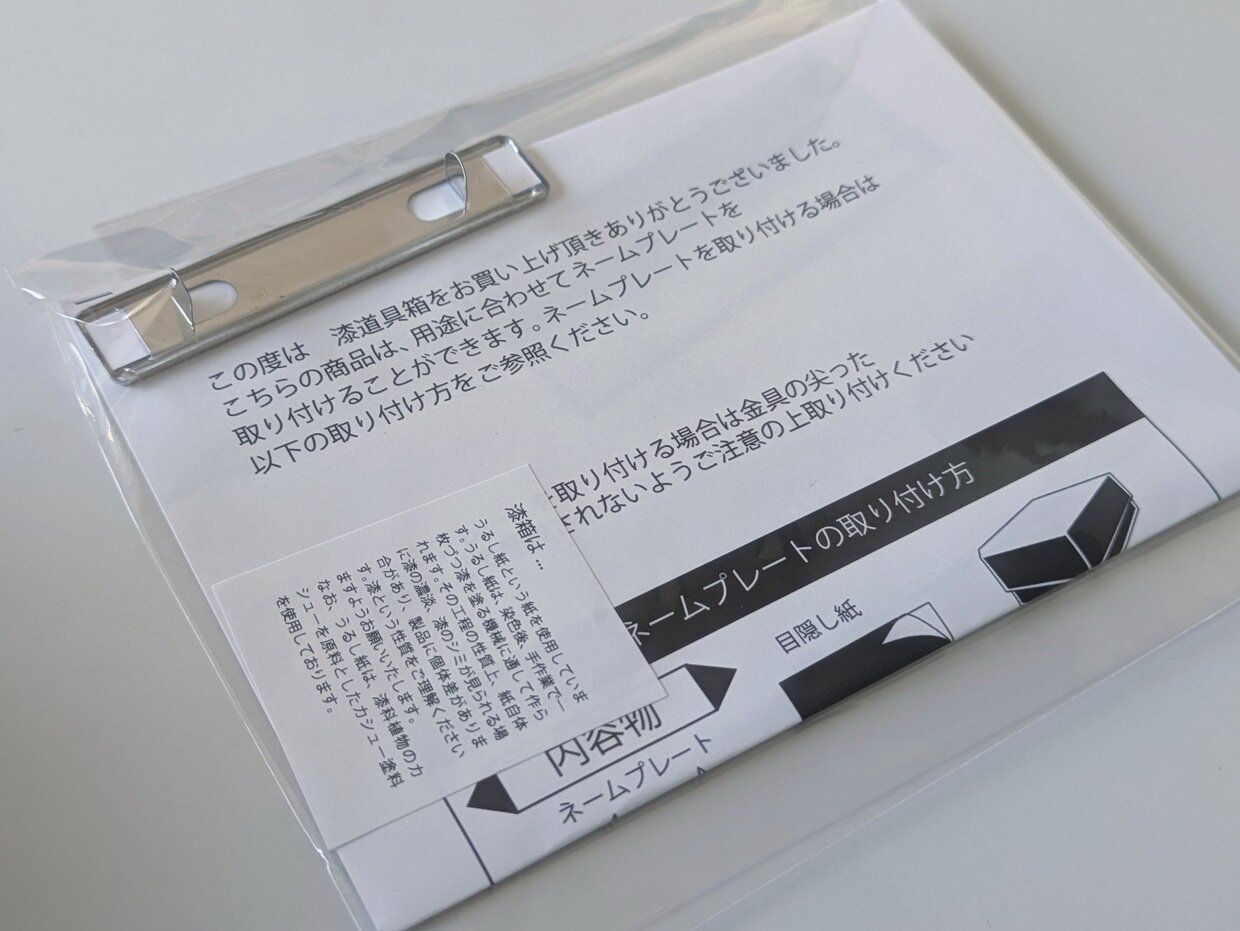 この度は　漆道具箱をお買い上げ頂きありがとうございました。
こちらの商品は、用途に合わせてネームプレートを
取り付けることができます。ネームプレートを取り付ける場合は
以下の取り付け方をご参照ください。
取り付ける場合は金具の尖った
されないようご注意の上取り付けください
ネームプレートの取り付け方
目隠し紙
内容物
ネームプレート
漆箱は…
うるし紙という紙を使用していま
す。うるし紙は、染色後、手作業で一
枚づつ漆を塗る機械に通して作ら
れます。その工程の性質上、紙自体
に漆の濃淡、漆のシミが見られる場
合があり、製品に個体差がありま
す。漆という性質をご理解ください
ますようお願いいたします。
なお、うるし紙は、漆科植物のカ
シューを原料としたカシュー塗料
を使用しております。